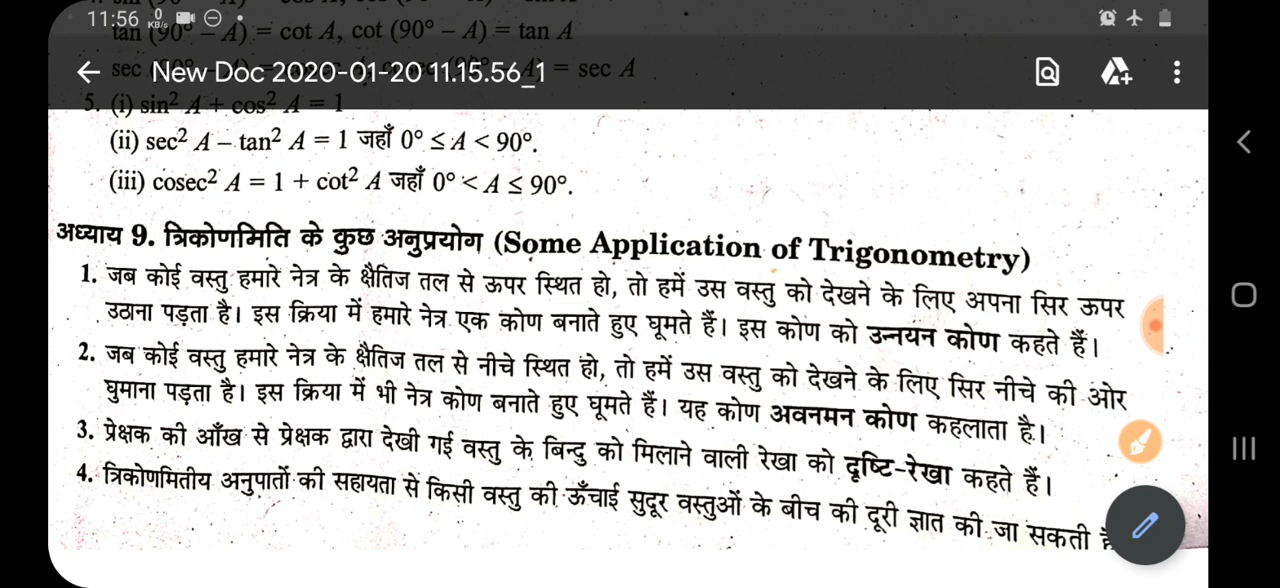 11:56 0 KB/s
tan (90° – A) = cot A, cot (90° – A) = tan A
sec = sec A
New Doc 2020-01-20 11.15.56_1
5. (i) sin² A + cos² A = 1
(ii) sec² A – tan² A = 1 जहाँ 0° ≤ A < 90°.
(iii) cosec² A = 1 + cot² A जहाँ 0° < A ≤ 90°.
अध्याय 9. त्रिकोणमिति के कुछ अनुप्रयोग (Some Application of Trigonometry)
1. जब कोई वस्तु हमारे नेत्र के क्षैतिज तल से ऊपर स्थित हो, तो हमें उस वस्तु को देखने के लिए अपना सिर ऊपर
उठाना पड़ता है। इस क्रिया में हमारे नेत्र एक कोण बनाते हुए घूमते हैं। इस कोण को उन्नयन कोण कहते हैं।
2. जब कोई वस्तु हमारे नेत्र के क्षैतिज तल से नीचे स्थित हो, तो हमें उस वस्तु को देखने के लिए सिर नीचे की ओर
घुमाना पड़ता है। इस क्रिया में भी नेत्र कोण बनाते हुए घूमते हैं। यह कोण अवनमन कोण कहलाता है।
3. प्रेक्षक की आँख से प्रेक्षक द्वारा देखी गई वस्तु के बिन्दु को मिलाने वाली रेखा को दृष्टि-रेखा कहते हैं।
4. त्रिकोणमितीय अनुपातों की सहायता से किसी वस्तु की ऊँचाई सुदूर वस्तुओं के बीच की दूरी ज्ञात की जा सकती